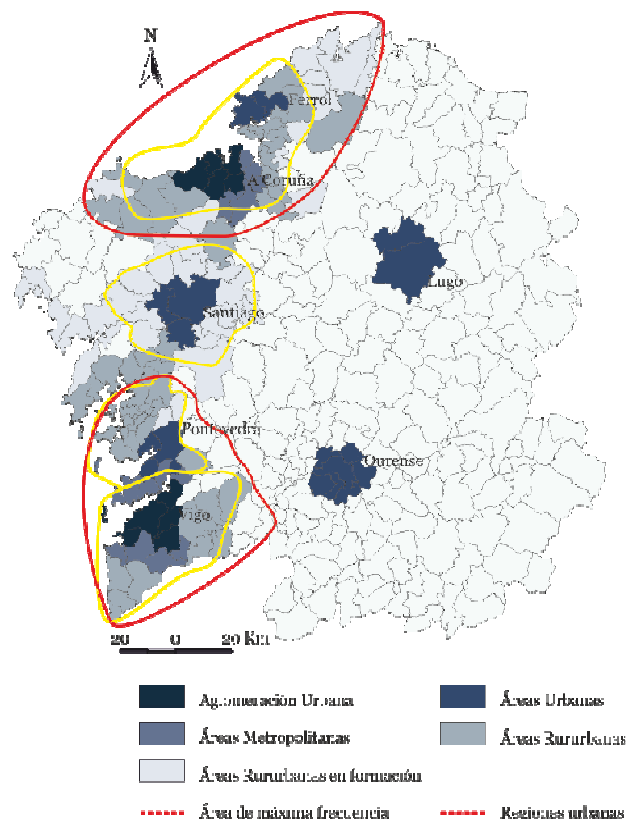 N
Ferrol
A Coruña
Lugo
Santiago
Pontevedra
Ourense
Vigo
20 0 20 Km
Aglomeración Urbana
Áreas Urbanas
Áreas Metropolitanas
Áreas Rururbanas
Áreas Rururbanas en formación
Área de máxima frecuencia
Regiones urbanas